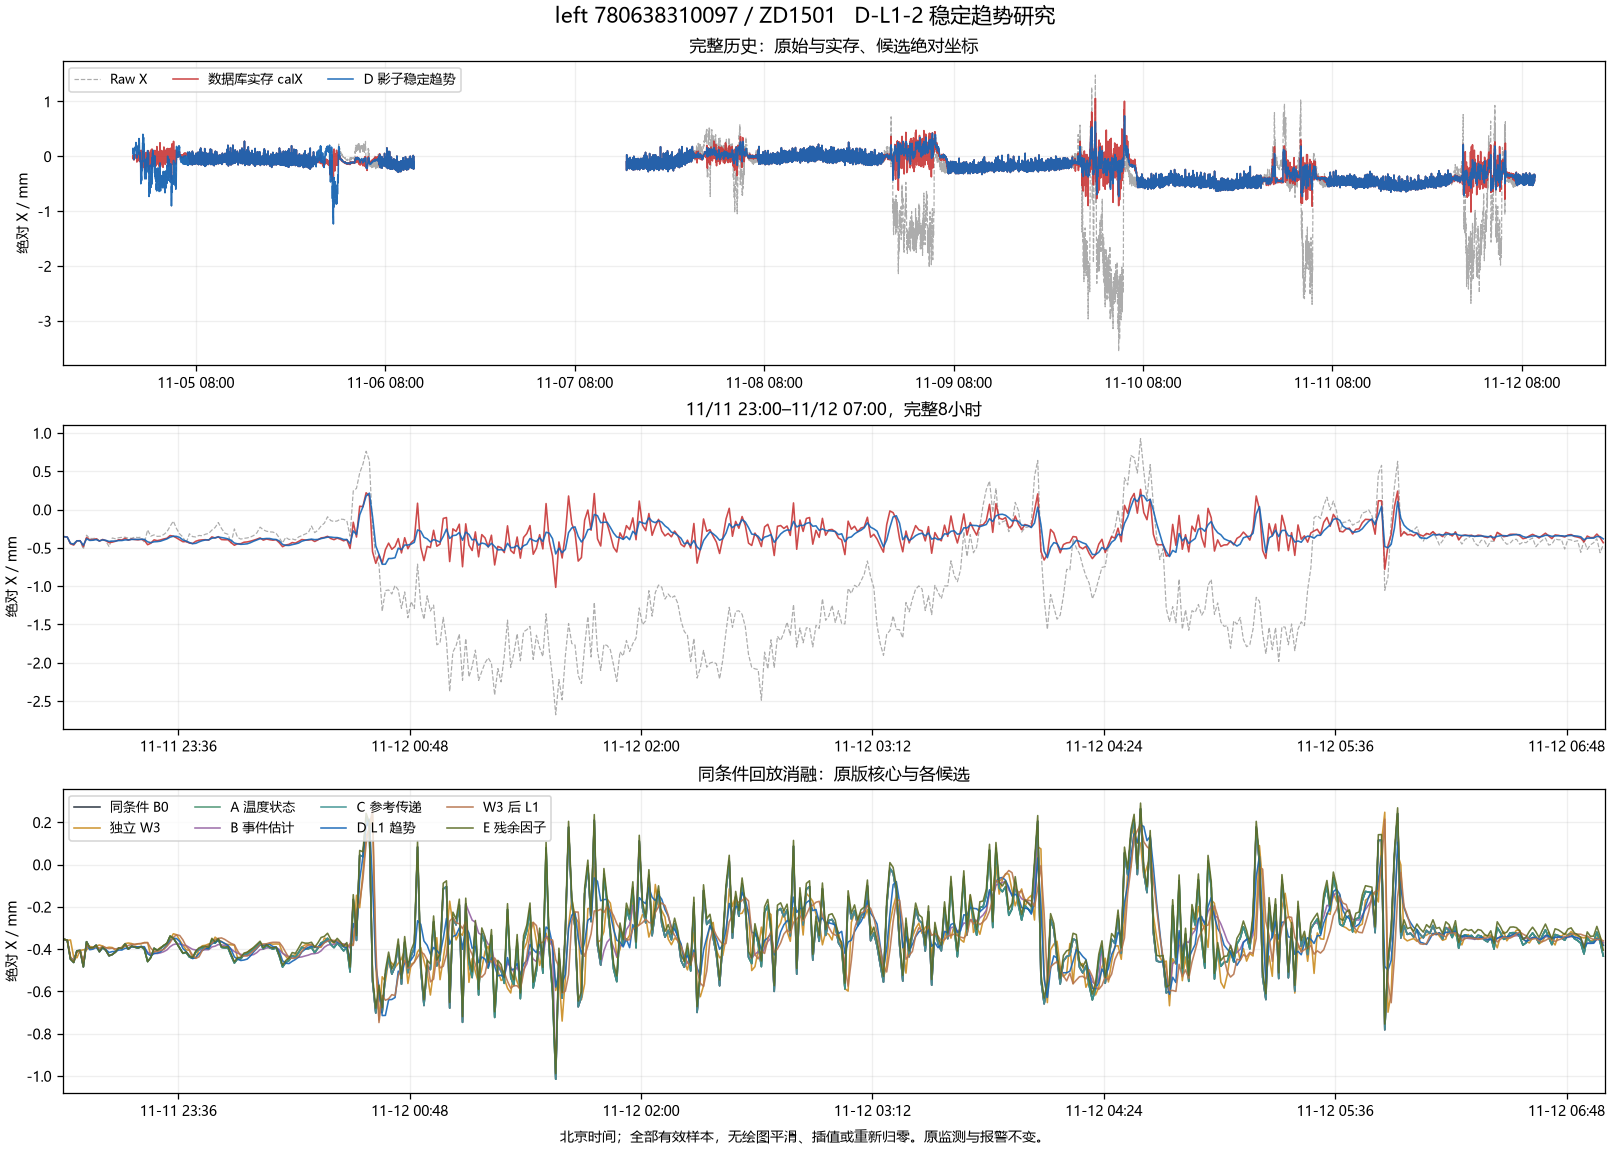 left 780638310097 / ZD1501   D-L1-2 稳定趋势研究
完整历史：原始与实存、候选绝对坐标
Raw X   数据库实存 calX   D 影子稳定趋势
绝对 X / mm
1
0
-1
-2
-3
11-05 08:00   11-06 08:00   11-07 08:00   11-08 08:00   11-09 08:00   11-10 08:00   11-11 08:00   11-12 08:00
11/11 23:00–11/12 07:00，完整8小时
绝对 X / mm
1.0
0.5
0.0
-0.5
-1.0
-1.5
-2.0
-2.5
11-11 23:36   11-12 00:48   11-12 02:00   11-12 03:12   11-12 04:24   11-12 05:36   11-12 06:48
同条件回放消融：原版核心与各候选
同条件 B0   A 温度状态   C 参考传递   W3 后 L1
独立 W3   B 事件估计   D L1 趋势   E 残余因子
绝对 X / mm
0.2
0.0
-0.2
-0.4
-0.6
-0.8
-1.0
11-11 23:36   11-12 00:48   11-12 02:00   11-12 03:12   11-12 04:24   11-12 05:36   11-12 06:48
北京时间；全部有效样本，无绘图平滑、插值或重新归零。原监测与报警不变。